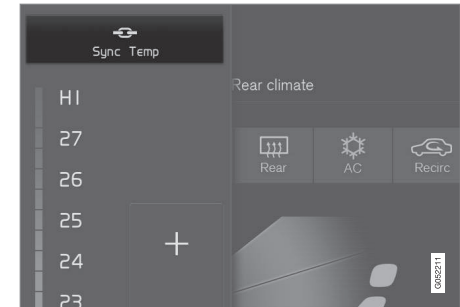 Sync Temp
Rear climate
HI
27
26
25
24
23
Rear
AC
Recirc
G052211